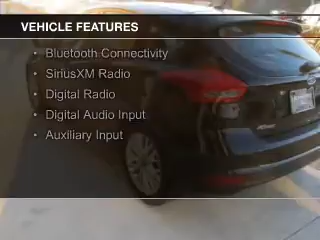 VEHICLE FEATURES
• Bluetooth Connectivity
• SiriusXM Radio
• Digital Radio
• Digital Audio Input
• Auxiliary Input